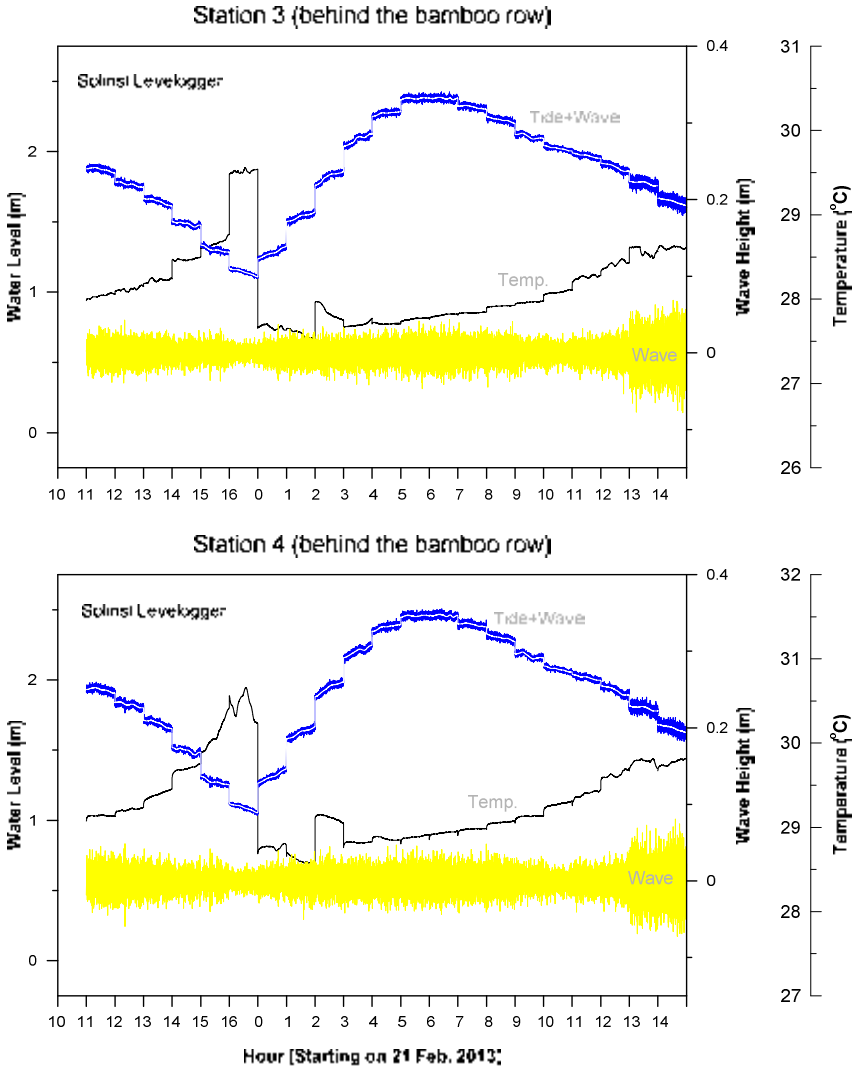 Station 3 (behind the bamboo row)
Solinst Levelogger
Tide+Wave
Temp.
Wave
Water Level (m)
2
1
0
Wave Height (m)
0.4
0.2
0
Temperature (°C)
31
30
29
28
27
26
10 11 12 13 14 15 16 0 1 2 3 4 5 6 7 8 9 10 11 12 13 14
Station 4 (behind the bamboo row)
Solinst Levelogger
Tide+Wave
Temp.
Wave
Water Level (m)
2
1
0
Wave Height (m)
0.4
0.2
0
Temperature (°C)
32
31
30
29
28
27
10 11 12 13 14 15 16 0 1 2 3 4 5 6 7 8 9 10 11 12 13 14
Hour [Starting on 21 Feb. 2013]